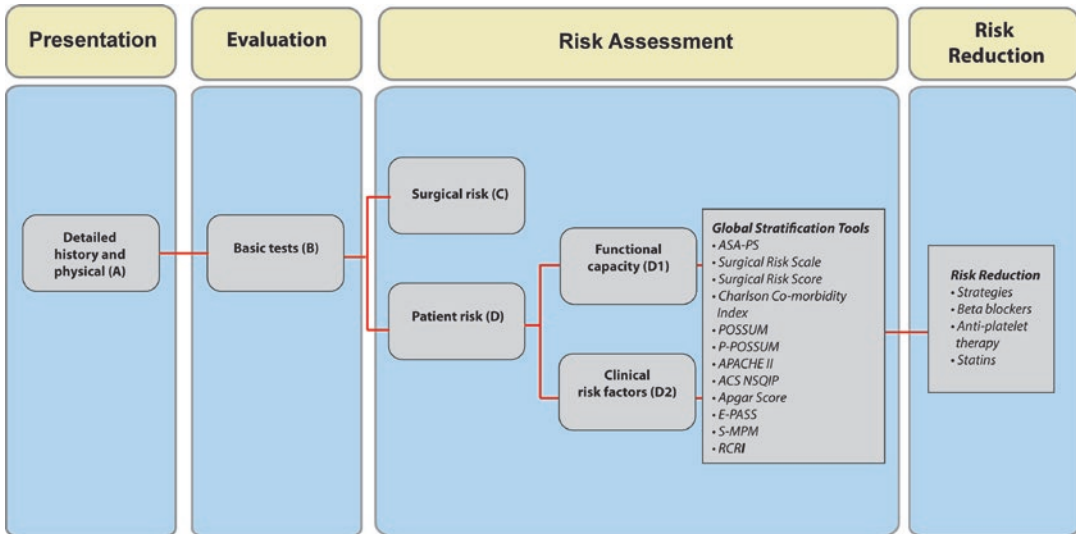 Presentation
Evaluation
Risk Assessment
Risk
Reduction
Detailed
history and
physical (A)
Basic tests (B)
Surgical risk (C)
Patient risk (D)
Functional
capacity (D1)
Clinical
risk factors (D2)
Global Stratification Tools
• ASA-PS
• Surgical Risk Scale
• Surgical Risk Score
• Charlson Co-morbidity
Index
• POSSUM
• P-POSSUM
• APACHE II
• ACS NSQIP
• Apgar Score
• E-PASS
• S-MPM
• RCRI
Risk Reduction
• Strategies
• Beta blockers
• Anti-platelet
therapy
• Statins